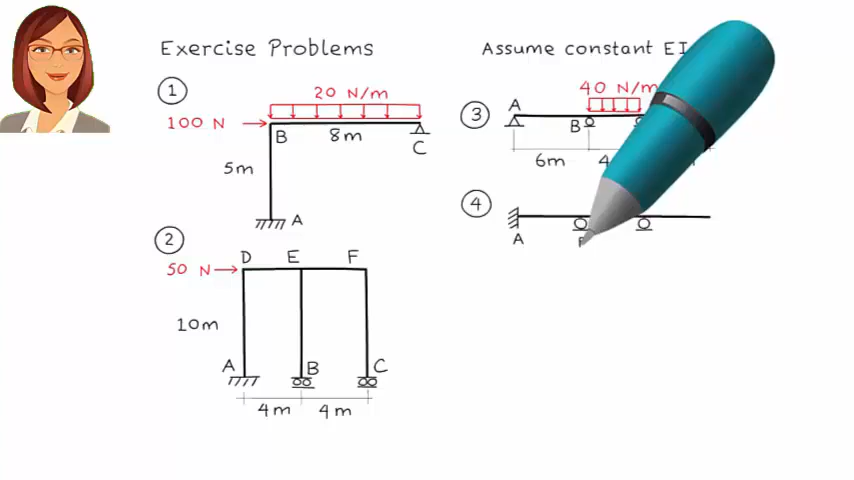 Exercise Problems
Assume constant EI
1
20 N/m
100 N
B
8m
C
5m
A
2
D
E
F
50 N
10m
A
B
C
4m
4m
3
40 N/m
A
B
6m
4
4
A